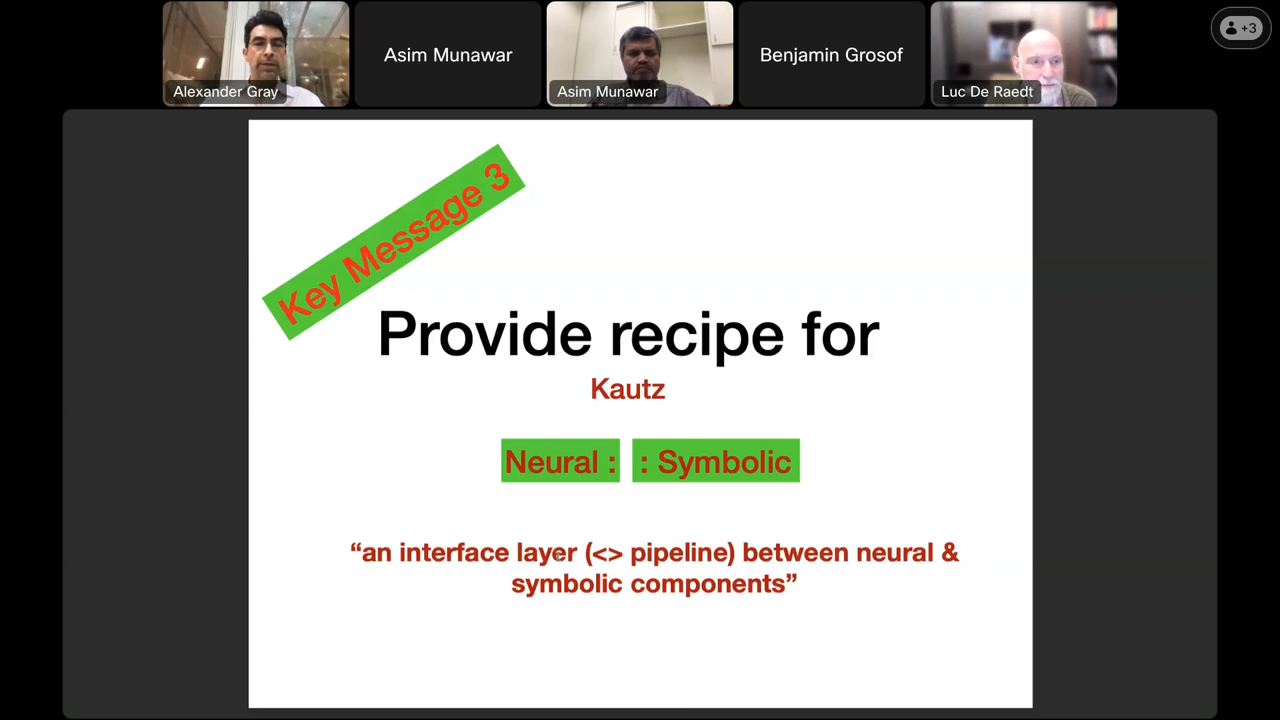 +3
Asim Munawar
Benjamin Grosof
Alexander Gray
Asim Munawar
Luc De Raedt
Key Message 3
Provide recipe for
Kautz
Neural : : Symbolic
“an interface layer (<> pipeline) between neural &
symbolic components”